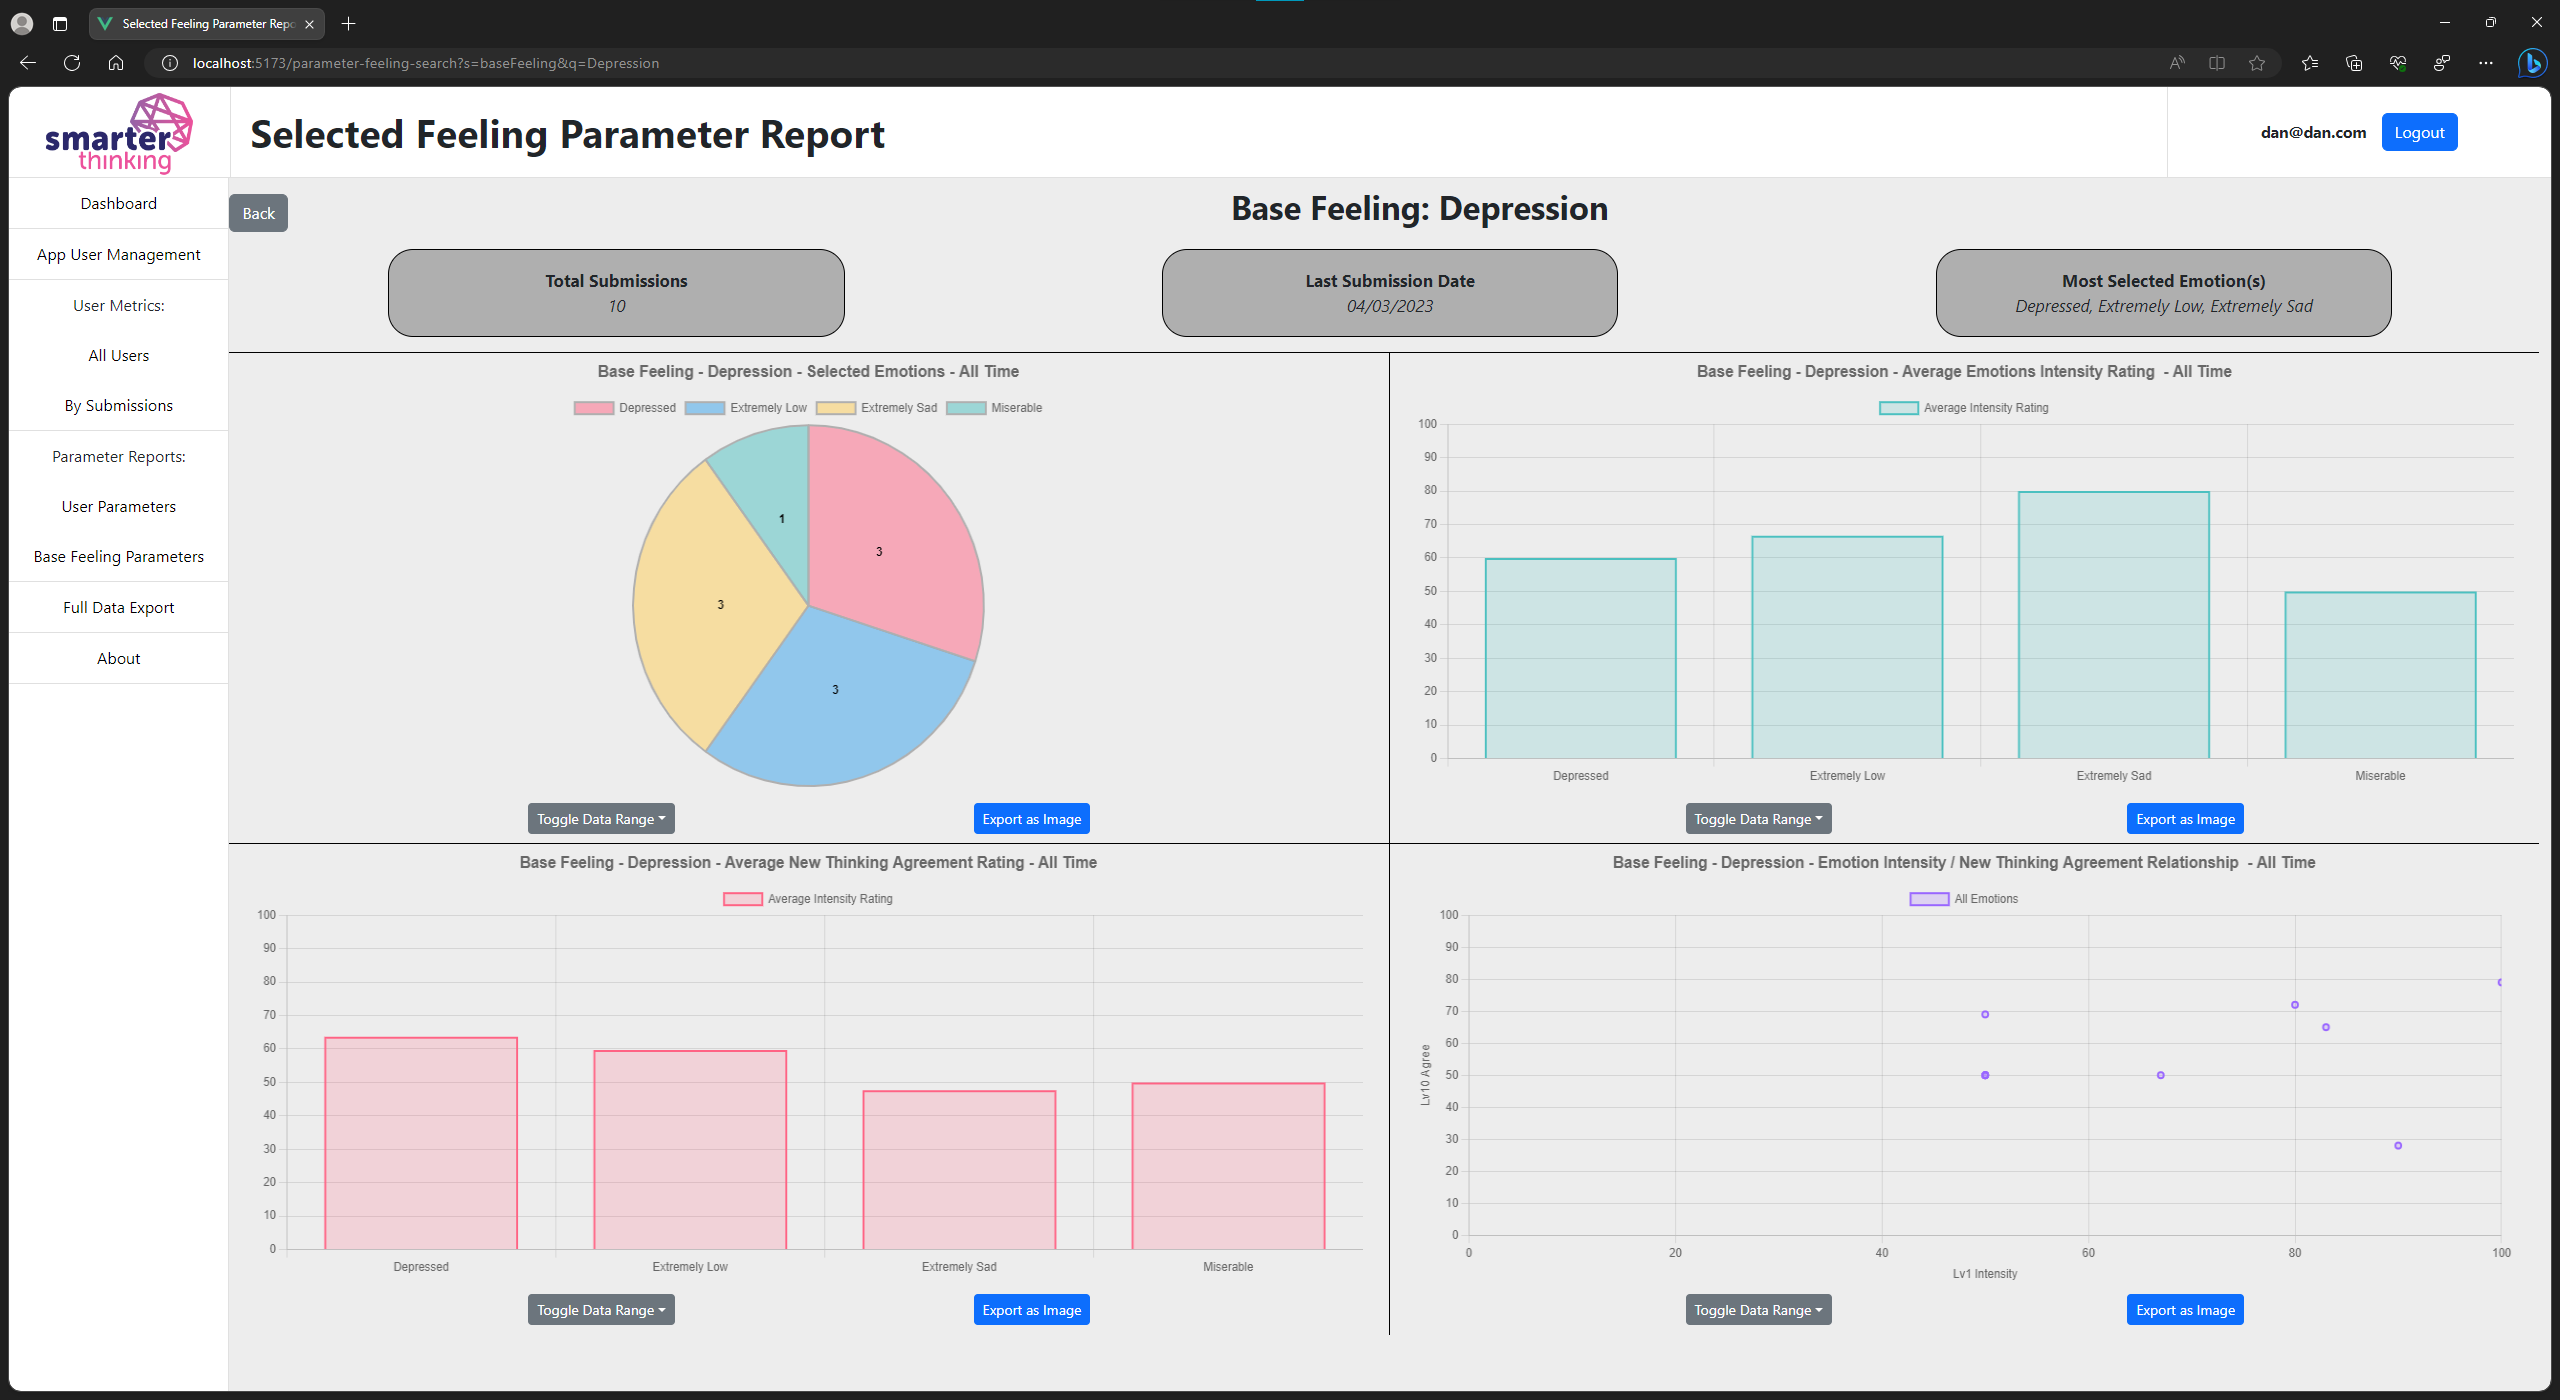 Selected Feeling Parameter Repo
localhost:5173/parameter-feeling-search?s=baseFeeling&q=Depression
smarter
thinking
Selected Feeling Parameter Report
dan@dan.com
Logout
Dashboard
App User Management
User Metrics:
All Users
By Submissions
Parameter Reports:
User Parameters
Base Feeling Parameters
Full Data Export
About
Back
Base Feeling: Depression
Total Submissions
10
Last Submission Date
04/03/2023
Most Selected Emotion(s)
Depressed, Extremely Low, Extremely Sad
Base Feeling - Depression - Selected Emotions - All Time
Depressed Extremely Low Extremely Sad Miserable
1
3
3
3
Toggle Data Range
Export as Image
Base Feeling - Depression - Average Emotions Intensity Rating - All Time
Average Intensity Rating
100
90
80
70
60
50
40
30
20
10
0
Depressed Extremely Low Extremely Sad Miserable
Toggle Data Range
Export as Image
Base Feeling - Depression - Average New Thinking Agreement Rating - All Time
Average Intensity Rating
100
90
80
70
60
50
40
30
20
10
0
Depressed Extremely Low Extremely Sad Miserable
Toggle Data Range
Export as Image
Base Feeling - Depression - Emotion Intensity / New Thinking Agreement Relationship - All Time
All Emotions
Lv10 Agree
100
90
80
70
60
50
40
30
20
10
0
0 20 40 60 80 100
Lv1 Intensity
Toggle Data Range
Export as Image